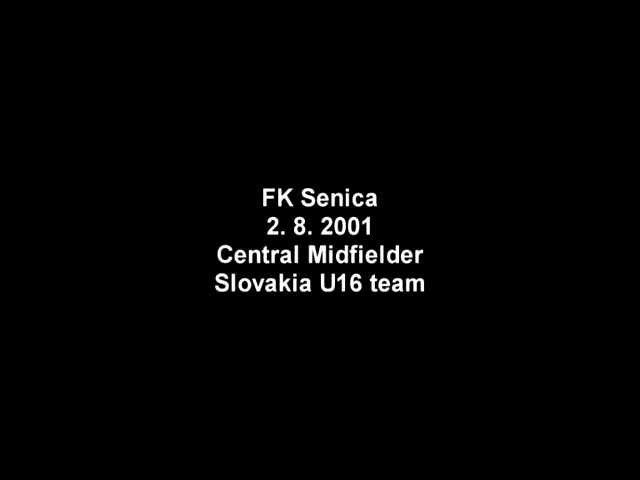 FK Senica
2. 8. 2001
Central Midfielder
Slovakia U16 team